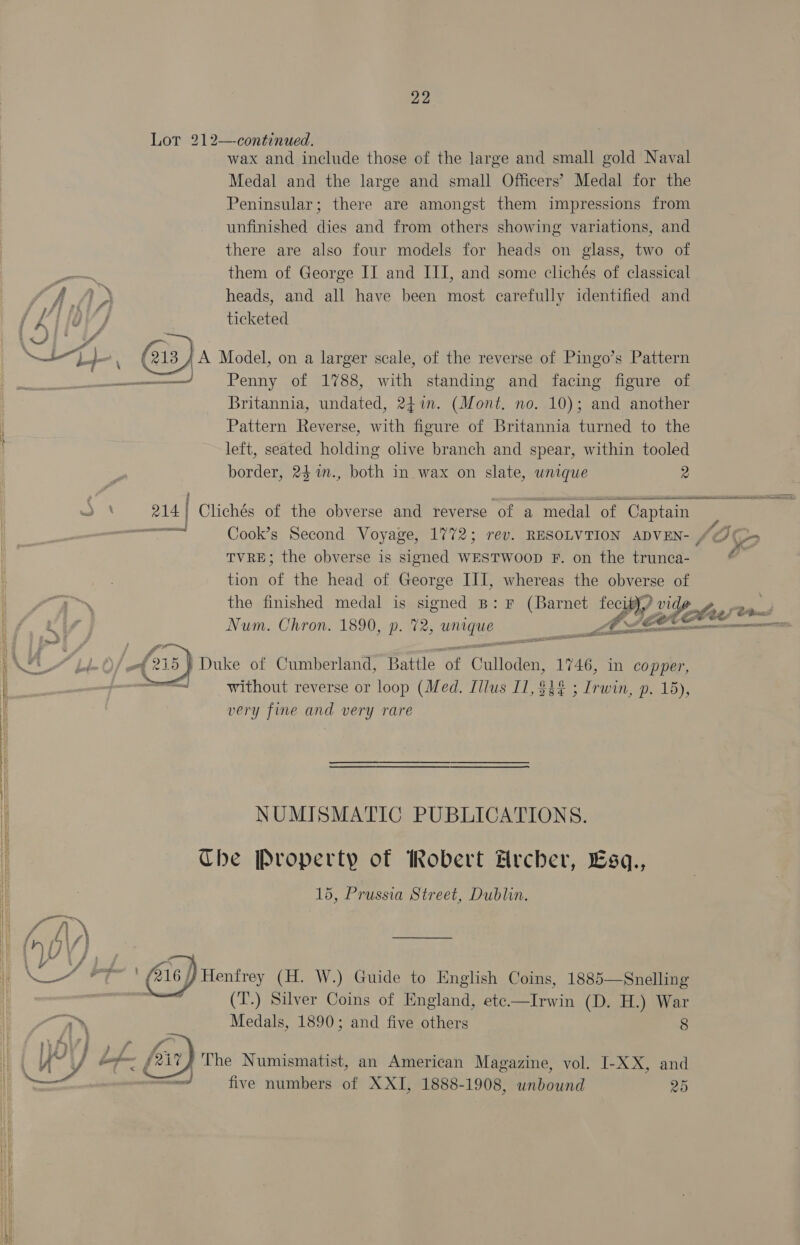 22
Lot 212—continued.
wax and include those of the large and small gold Naval
Medal and the large and small Officers' Medal for the
Peninsular; there are amongst them impressions from
unfinished dies and from others showing variations, and
there are also four models for heads on glass, two of
them of George II and III, and some clichés of classical
heads, and all have been most carefully identified and
ticketed
213 A Model, on a larger scale, of the reverse of Pingo's Pattern
Penny of 1788, with standing and facing figure of
Britannia, undated, 2¼in. (Mont. no. 10); and another
Pattern Reverse, with figure of Britannia turned to the
left, seated holding olive branch and spear, within tooled
border, 2¼ in., both in wax on slate, unique 2
214 Clichés of the obverse and reverse of a medal of Captain
Cook's Second Voyage, 1772; rev. RESOLVTION ADVEN-
TVRE; the obverse is signed WESTWOOD F. on the trunca-
tion of the head of George III, whereas the obverse of
the finished medal is signed B: F (Barnet fecit), vide
Num. Chron. 1890, p. 72, unique
215 Duke of Cumberland, Battle of Culloden, 1746, in copper,
without reverse or loop (Med. Illus II, ; Irwin, p. 15),
very fine and very rare
NUMISMATIC PUBLICATIONS.
The Property of Robert Archer, Esq.,
15, Prussia Street, Dublin.
216 Henfrey (H. W.) Guide to English Coins, 1885—Snelling
(T.) Silver Coins of England, etc.—Irwin (D. H.) War
Medals, 1890; and five others 8
217 The Numismatist, an American Magazine, vol. I-XX, and
five numbers of XXI, 1888-1908, unbound 25